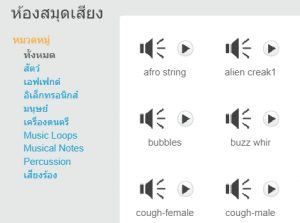 ห้องสมุดเสียง
หมวดหมู่
ทั้งหมด
สัตว์
เอฟเฟกต์
อิเล็กทรอนิกส์
มนุษย์
เครื่องดนตรี
Music Loops
Musical Notes
Percussion
เสียงร้อง
afro string
alien creak1
bubbles
buzz whir
cough-female
cough-male